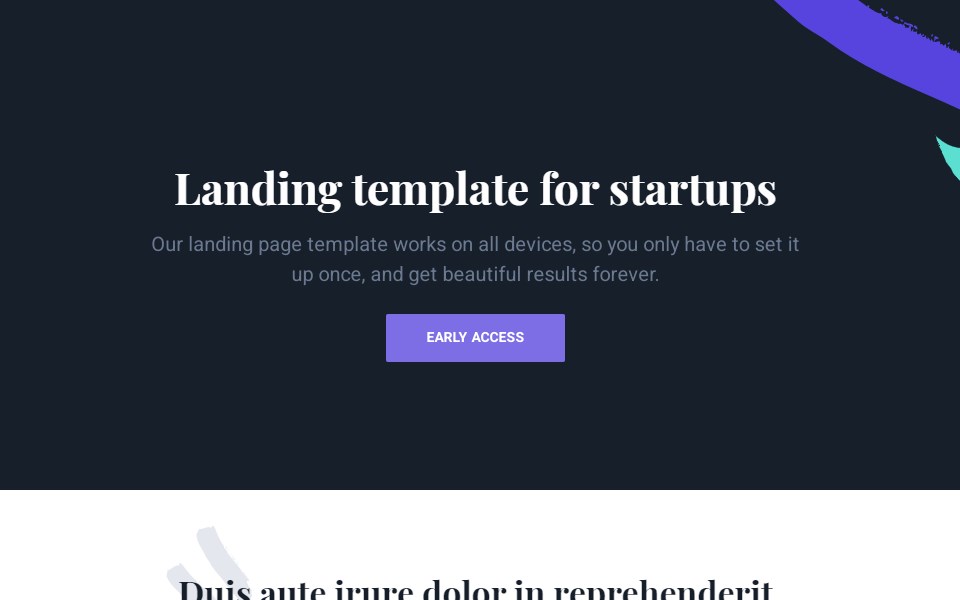 Landing template for startups
Our landing page template works on all devices, so you only have to set it
up once, and get beautiful results forever.
EARLY ACCESS
Duis aute irure dolor in reprehenderit